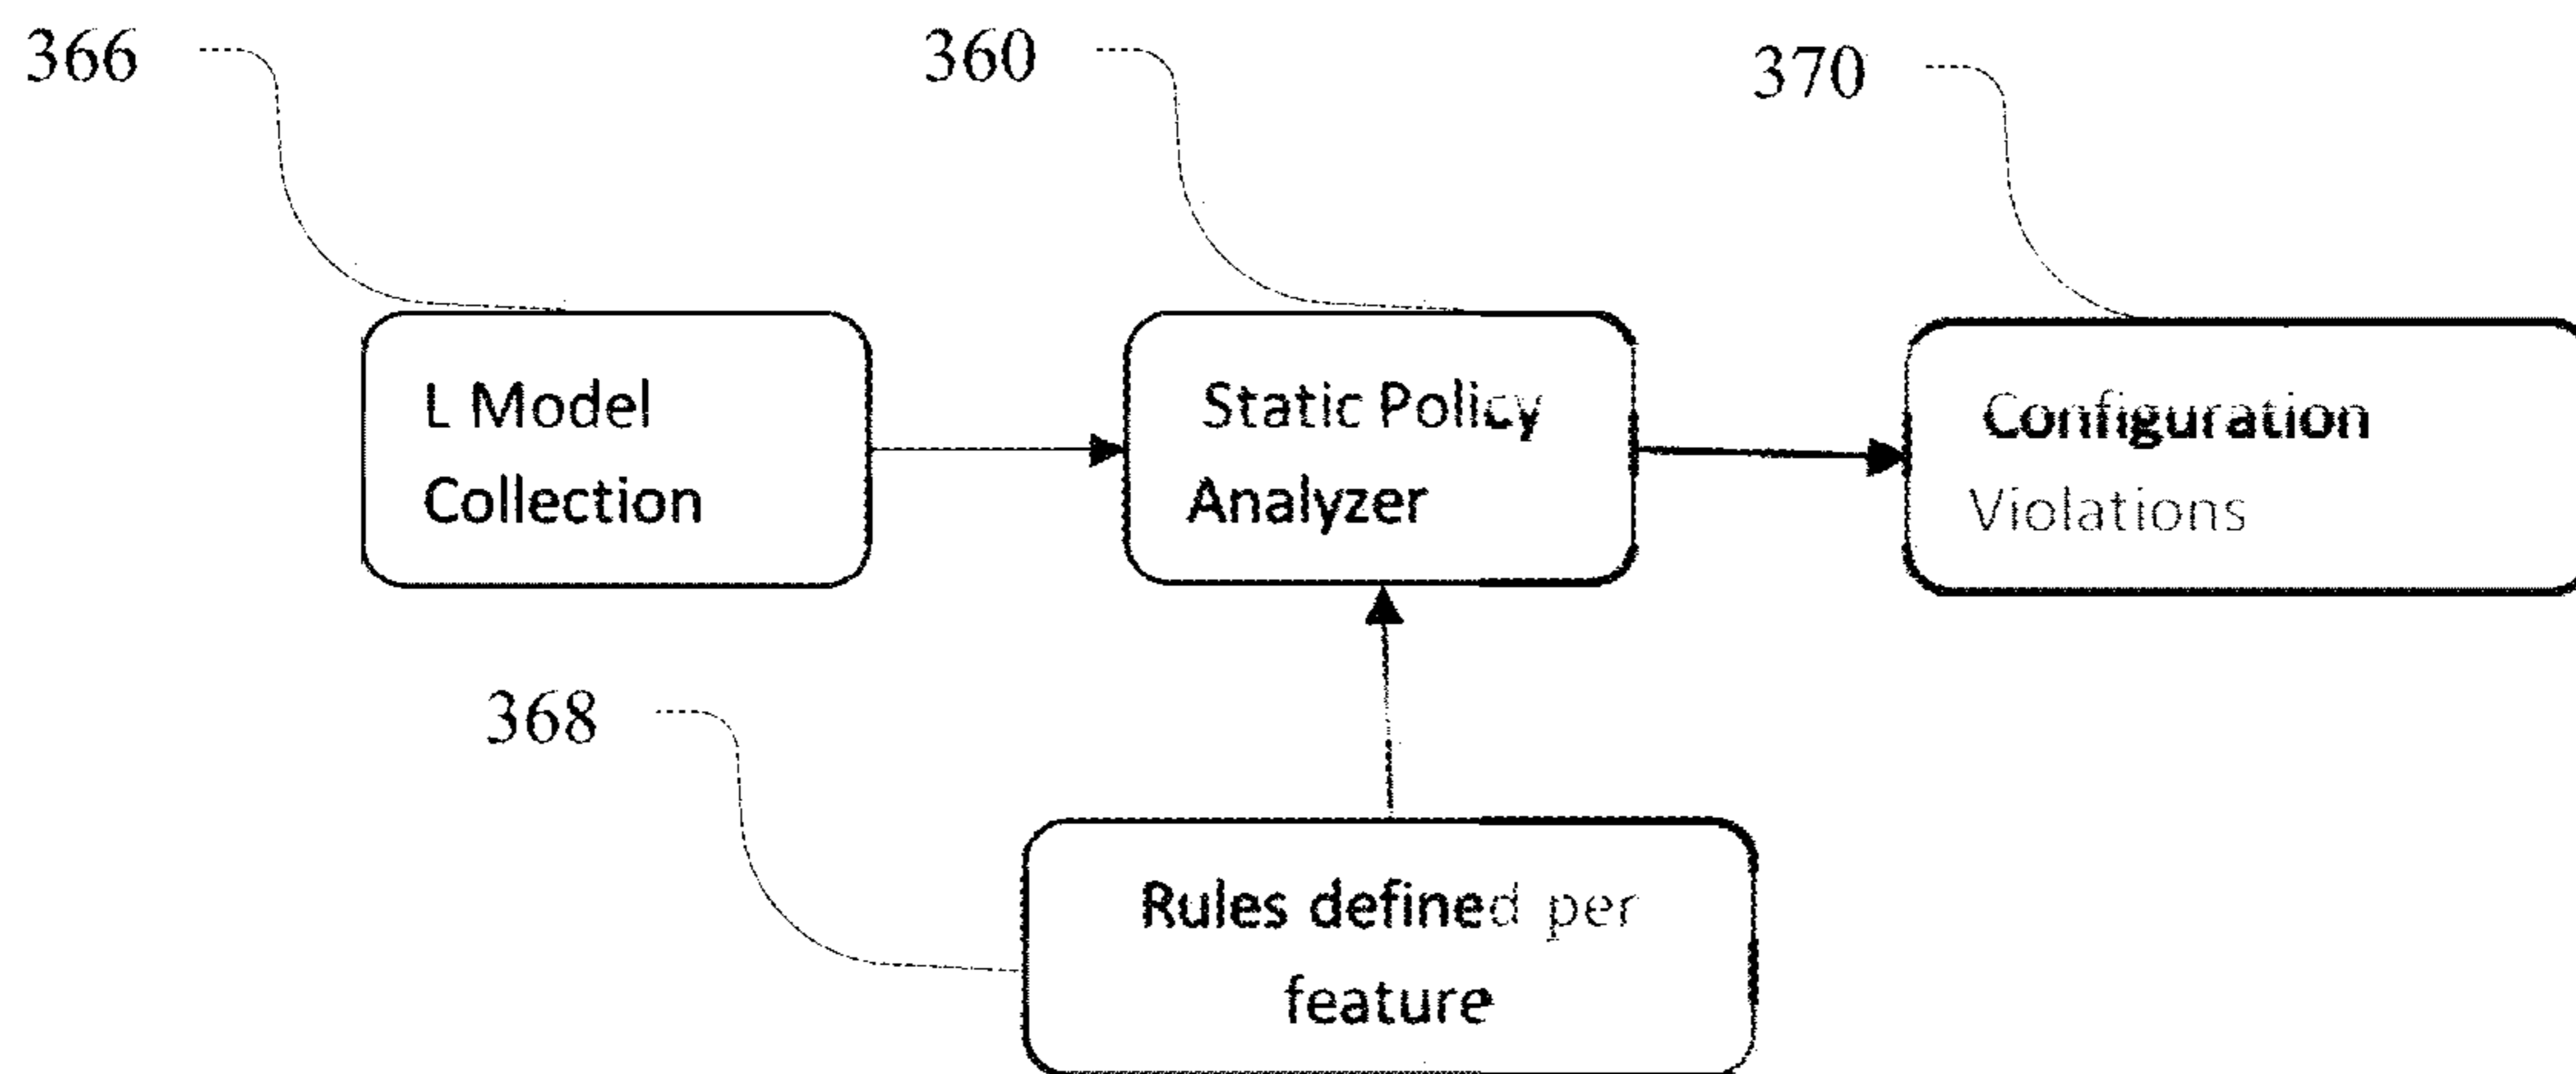 366
360
370
L Model
Collection
Static Policy
Analyzer
Configuration
Violations
368
Rules defined per
feature